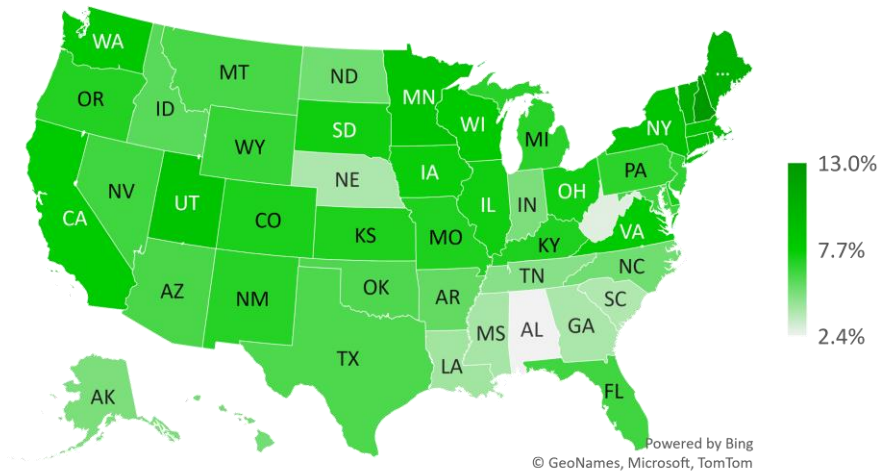 WA
MT
ND
...
OR
ID
MN
SD
WI
MI
NY
WY
IA
PA
13.0%
NE
NV
UT
IL
IN
OH
CA
CO
KS
MO
KY
VA
7.7%
AZ
NM
OK
AR
TN
NC
SC
MS
AL
GA
2.4%
TX
LA
AK
FL
Powered by Bing
© GeoNames, Microsoft, TomTom